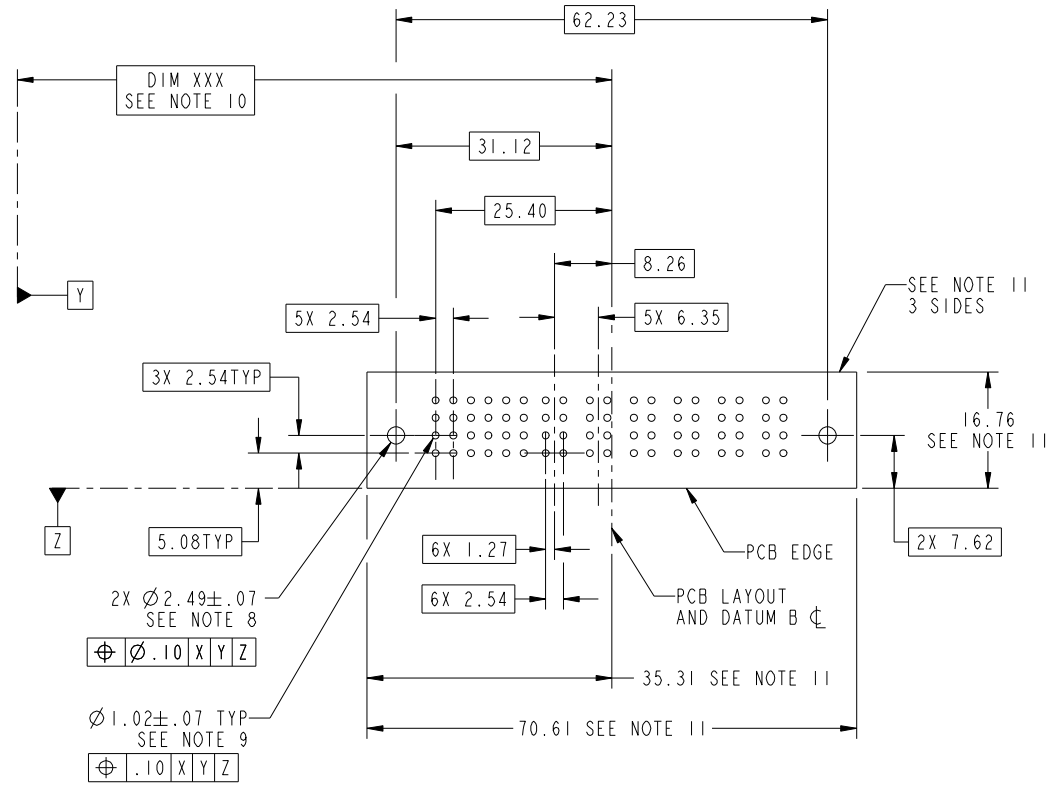 62.23
DIM XXX
SEE NOTE 10
31.12
25.40
8.26
Y
SEE NOTE 11
3 SIDES
5X 2.54
5X 6.35
3X 2.54TYP
16.76
SEE NOTE 11
Z
5.08TYP
6X 1.27
PCB EDGE
2X 7.62
6X 2.54
PCB LAYOUT
AND DATUM B ℄
2X Ø2.49±.07
SEE NOTE 8
⌖ Ø.10 X Y Z
35.31 SEE NOTE 11
Ø1.02±.07 TYP
SEE NOTE 9
70.61 SEE NOTE 11
⌖ .10 X Y Z